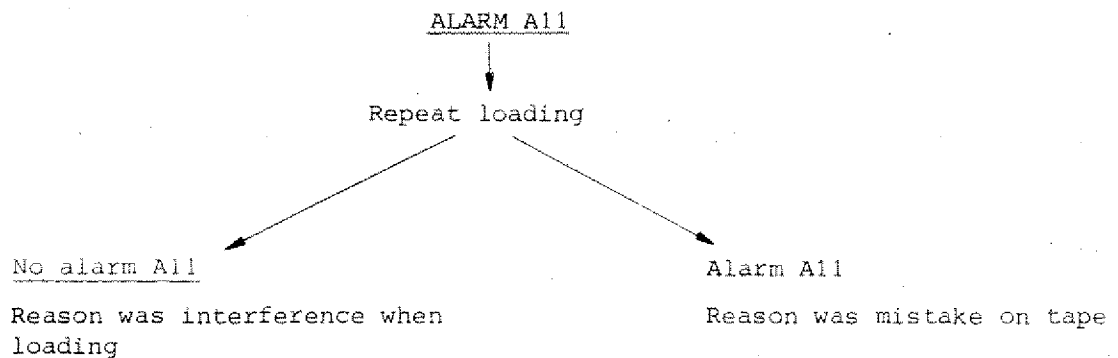 ALARM A11
Repeat loading
No alarm A11
Reason was interference when
loading
Alarm A11
Reason was mistake on tape